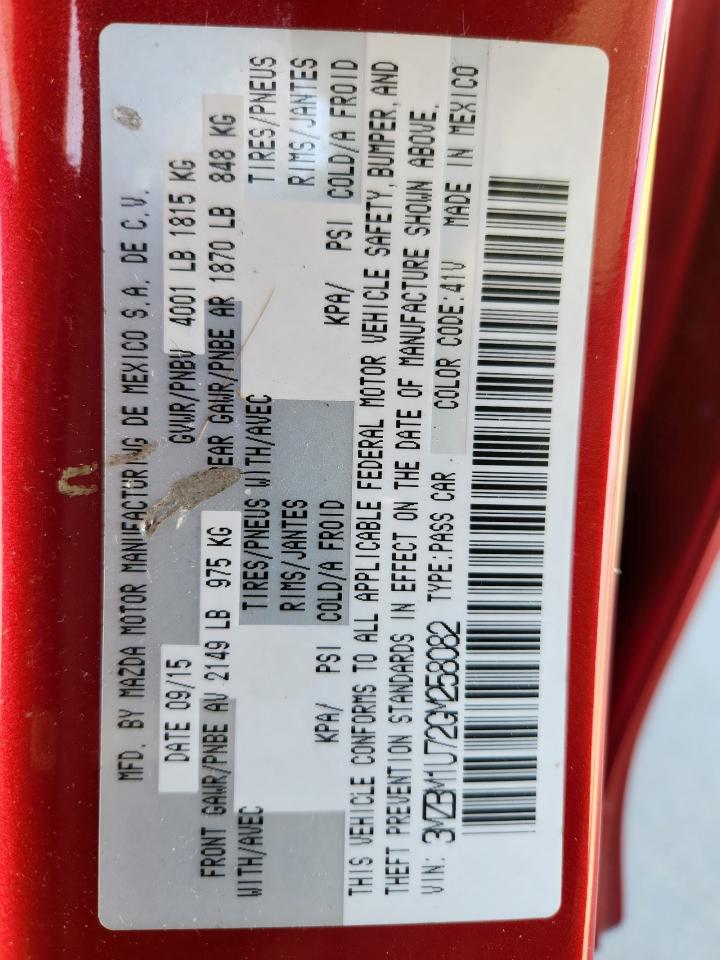 MFD. BY MAZDA MOTOR MANUFACTURING DE MEXICO S.A. DE C.V.
DATE 09/15 GVWR/PNBV 4001 LB 1815 KG
FRONT GAWR/PNBE AV 2149 LB 975 KG REAR GAWR/PNBE AR 1870 LB 848 KG
WITH/AVEC TIRES/PNEUS WITH/AVEC TIRES/PNEUS
RIMS/JANTES RIMS/JANTES
KPA/ PSI COLD/A FROID KPA/ PSI COLD/A FROID
THIS VEHICLE CONFORMS TO ALL APPLICABLE FEDERAL MOTOR VEHICLE SAFETY,BUMPER,AND
THEFT PREVENTION STANDARDS IN EFFECT ON THE DATE OF MANUFACTURE SHOWN ABOVE.
VIN: 3MZBM1U72GM258082 TYPE:PASS CAR COLOR CODE:41V MADE IN MEXICO